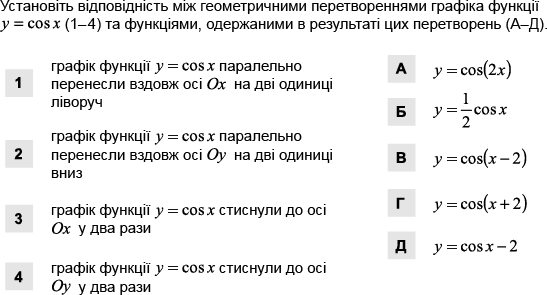 Установіть відповідність між геометричними перетвореннями графіка функції
y = cos x (1–4) та функціями, одержаними в результаті цих перетворень (А–Д).
1 графік функції y = cos x паралельно
перенесли вздовж осі Ox на дві одиниці
ліворуч
2 графік функції y = cos x паралельно
перенесли вздовж осі Oy на дві одиниці
вниз
3 графік функції y = cos x стиснули до осі
Ox у два рази
4 графік функції y = cos x стиснули до осі
Oy у два рази
А y = cos(2x)
Б y = 1/2 cos x
В y = cos(x − 2)
Г y = cos(x + 2)
Д y = cos x − 2